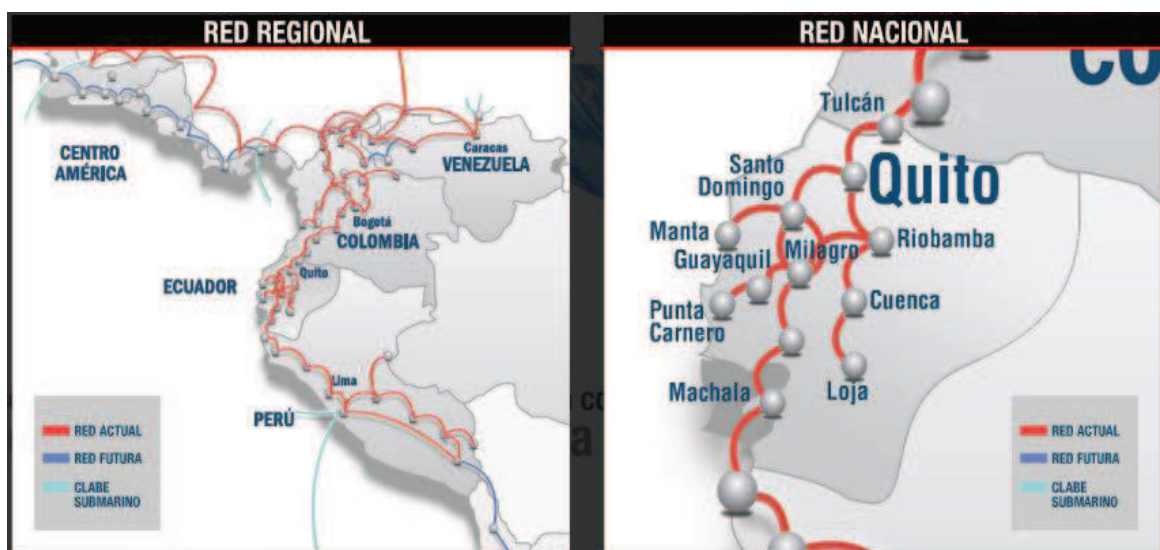 RED REGIONAL
CENTRO
AMÉRICA
Caracas
VENEZUELA
Bogotá
COLOMBIA
ECUADOR
Quito
Lima
PERÚ
RED ACTUAL
RED FUTURA
CLABE
SUBMARINO
RED NACIONAL
CO
Tulcán
Santo
Domingo
Quito
Manta
Milagro
Riobamba
Guayaquil
Punta
Carnero
Cuenca
Machala
Loja
RED ACTUAL
RED FUTURA
CLABE
SUBMARINO
co
a